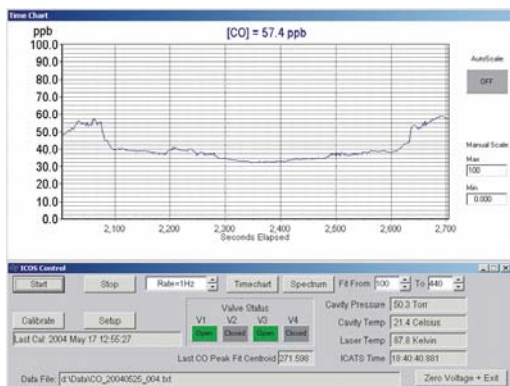 Time Chart
ppb
[CO] = 57.4 ppb
100.0
90.0
80.0
70.0
60.0
50.0
40.0
30.0
20.0
10.0
0.0
2,100
2,200
2,300
2,400
2,500
2,600
2,700
Seconds Elapsed
AutoScale
OFF
Manual Scale
Max
100
Min
0.000
ICOS Control
Start
Stop
Rate=1Hz
Timechart
Spectrum
Fit From
100
To
440
Calibrate
Setup
Valve Status
V1
V2
V3
V4
Open
Closed
Open
Closed
Cavity Pressure
50.3 Torr
Cavity Temp
21.4 Celsius
Laser Temp
87.8 Kelvin
ICATS Time
18:40:40.881
Last Cal: 2004 May 17 12:55:27
Last CO Peak Fit Centroid
271.598
Data File:
d:\Data\CO_20040525_004.txt
Zero Voltage + Exit